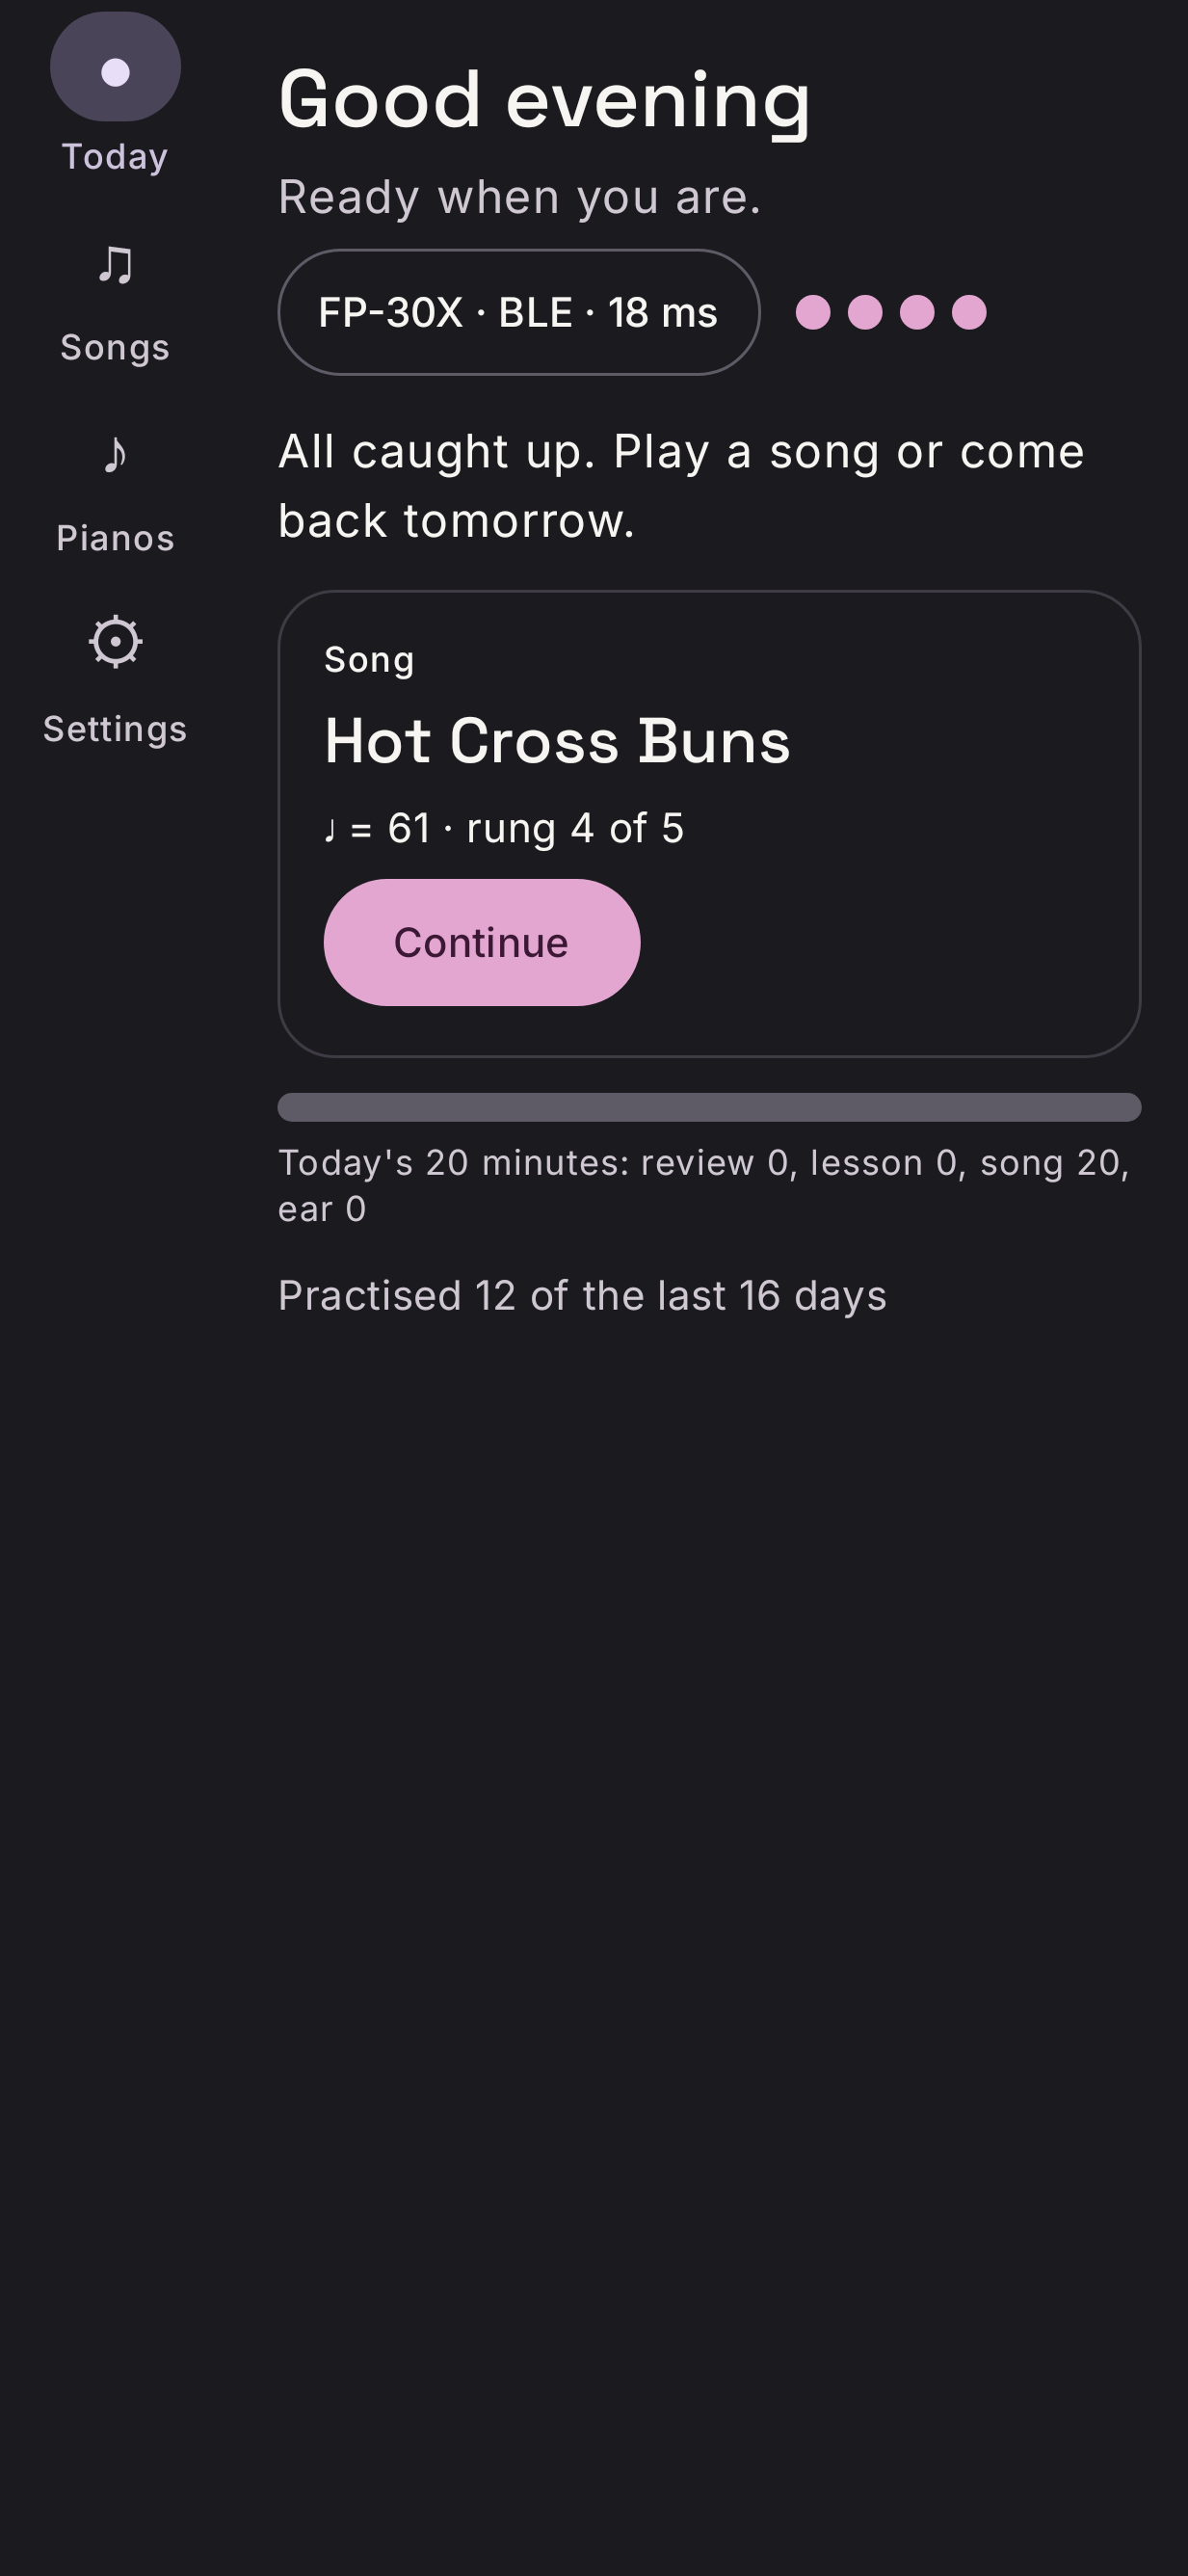 Today
Songs
Pianos
Settings
Good evening
Ready when you are.
FP-30X · BLE · 18 ms
All caught up. Play a song or come
back tomorrow.
Song
Hot Cross Buns
♩ = 61 · rung 4 of 5
Continue
Today's 20 minutes: review 0, lesson 0, song 20,
ear 0
Practised 12 of the last 16 days